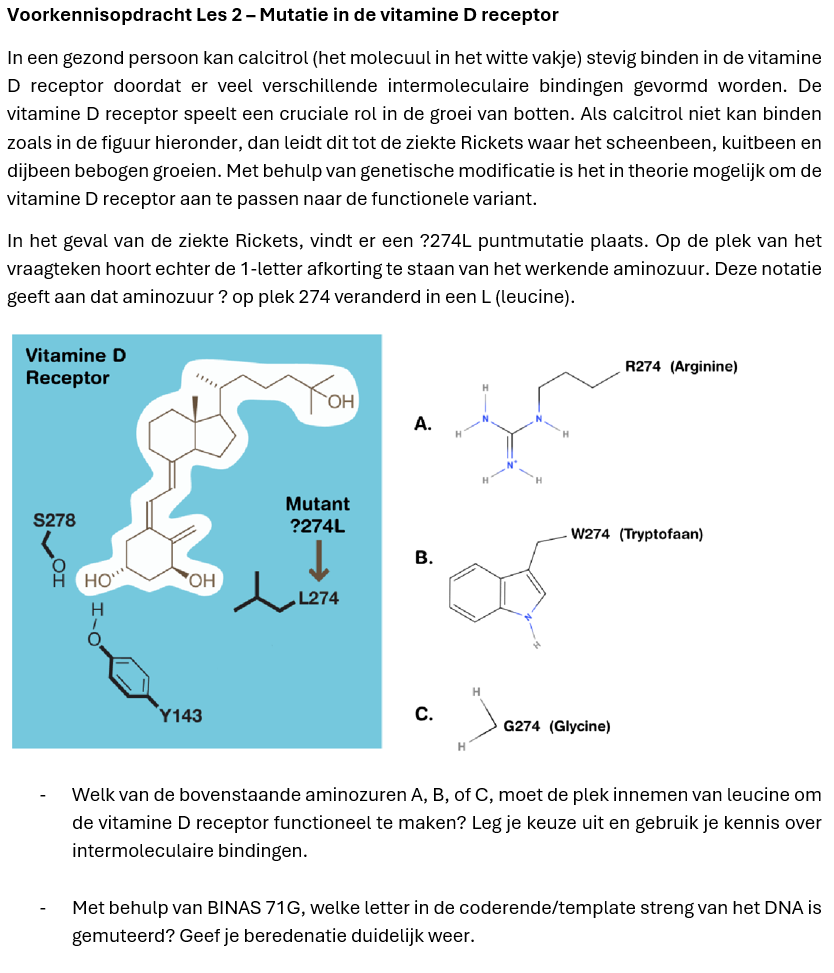 Voorkennisopdracht Les 2 – Mutatie in de vitamine D receptor
In een gezond persoon kan calcitrol (het molecuul in het witte vakje) stevig binden in de vitamine
D receptor doordat er veel verschillende intermoleculaire bindingen gevormd worden. De
vitamine D receptor speelt een cruciale rol in de groei van botten. Als calcitrol niet kan binden
zoals in de figuur hieronder, dan leidt dit tot de ziekte Rickets waar het scheenbeen, kuitbeen en
dijbeen bebogen groeien. Met behulp van genetische modificatie is het in theorie mogelijk om de
vitamine D receptor aan te passen naar de functionele variant.
In het geval van de ziekte Rickets, vindt er een ?274L puntmutatie plaats. Op de plek van het
vraagteken hoort echter de 1-letter afkorting te staan van het werkende aminozuur. Deze notatie
geeft aan dat aminozuur ? op plek 274 veranderd in een L (leucine).
Vitamine D
Receptor
OH
S278
OH
HO
OH
Mutant
?274L
L274
H
O
Y143
A.
R274 (Arginine)
H
N
H
N
H
N+
H
H
B.
W274 (Tryptofaan)
N
H
C.
H
G274 (Glycine)
H
- Welk van de bovenstaande aminozuren A, B, of C, moet de plek innemen van leucine om
de vitamine D receptor functioneel te maken? Leg je keuze uit en gebruik je kennis over
intermoleculaire bindingen.
- Met behulp van BINAS 71G, welke letter in de coderende/template streng van het DNA is
gemuteerd? Geef je beredenatie duidelijk weer.